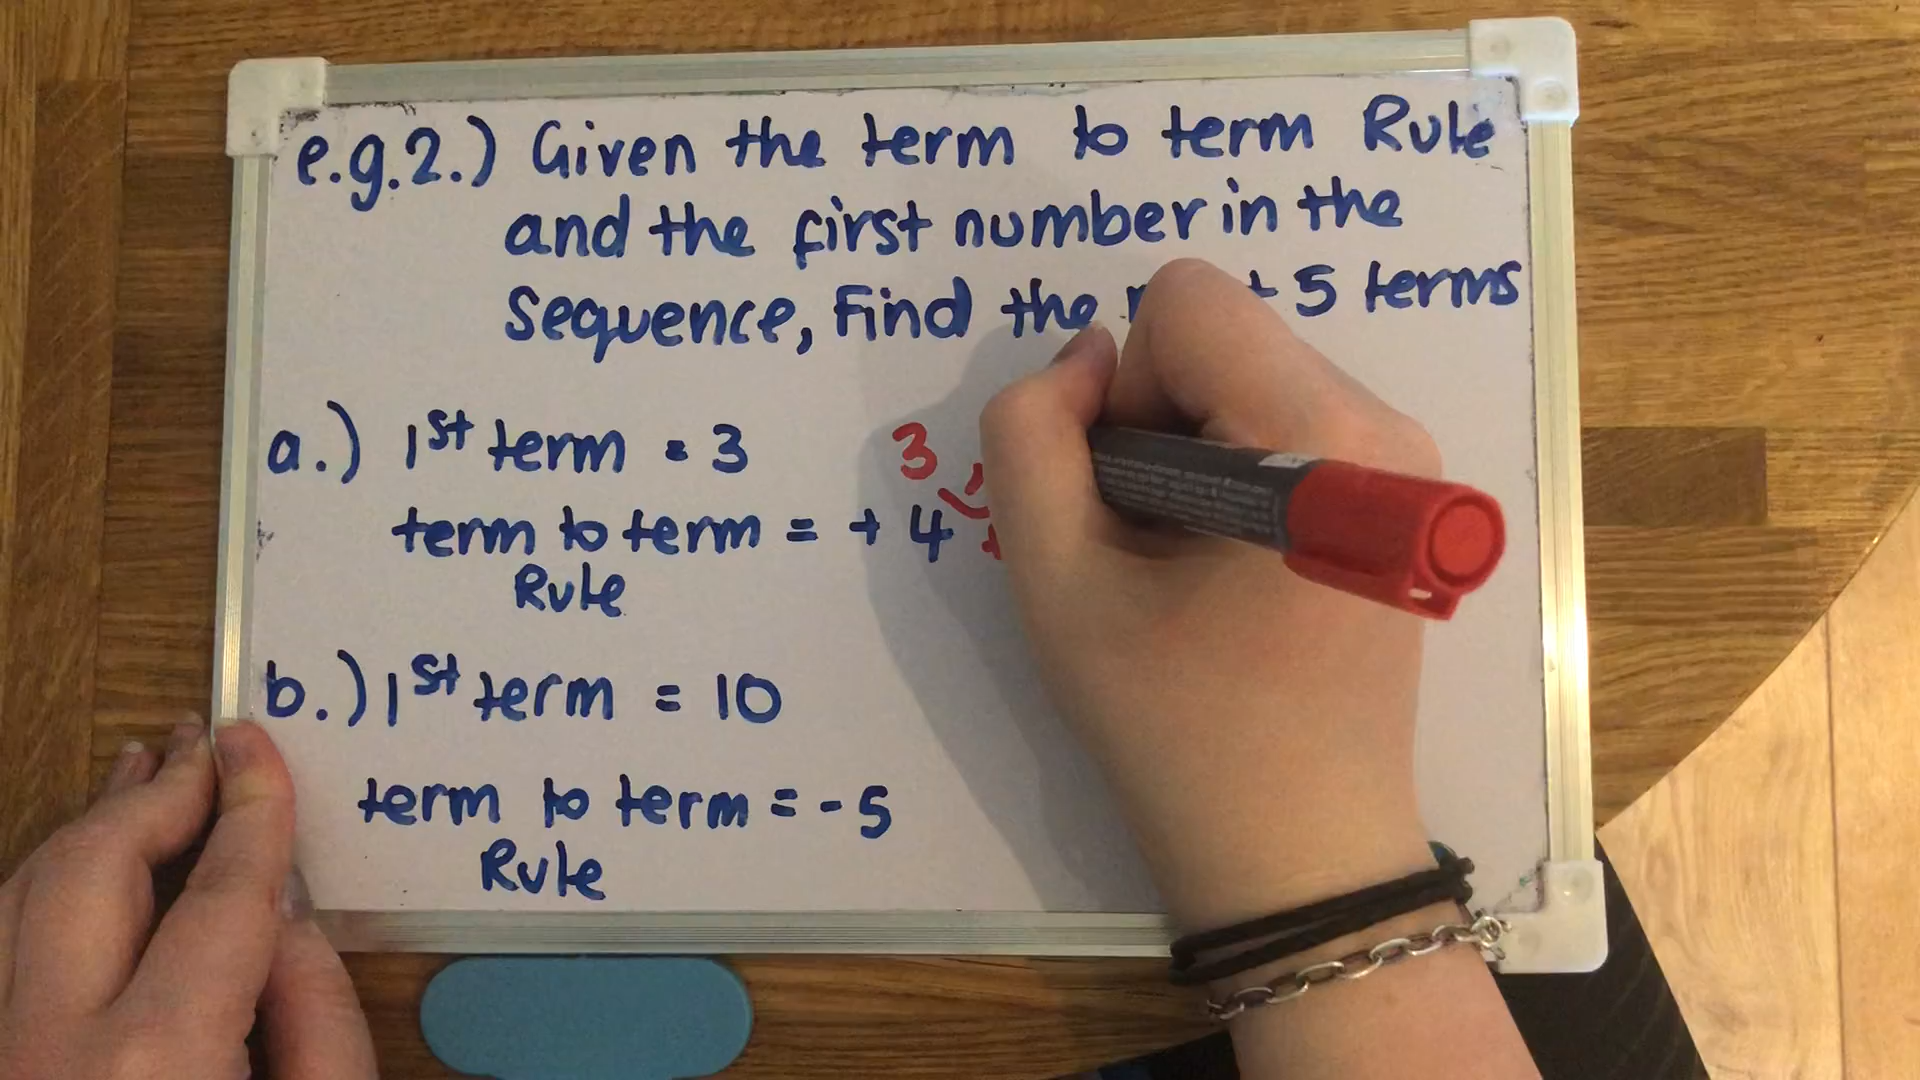 e.g.2.) Given the term to term Rule
and the first number in the
Sequence, Find the 5 terms
a.) 1st term = 3
3
term to term = + 4
Rule
b.) 1st term = 10
term to term = - 5
Rule